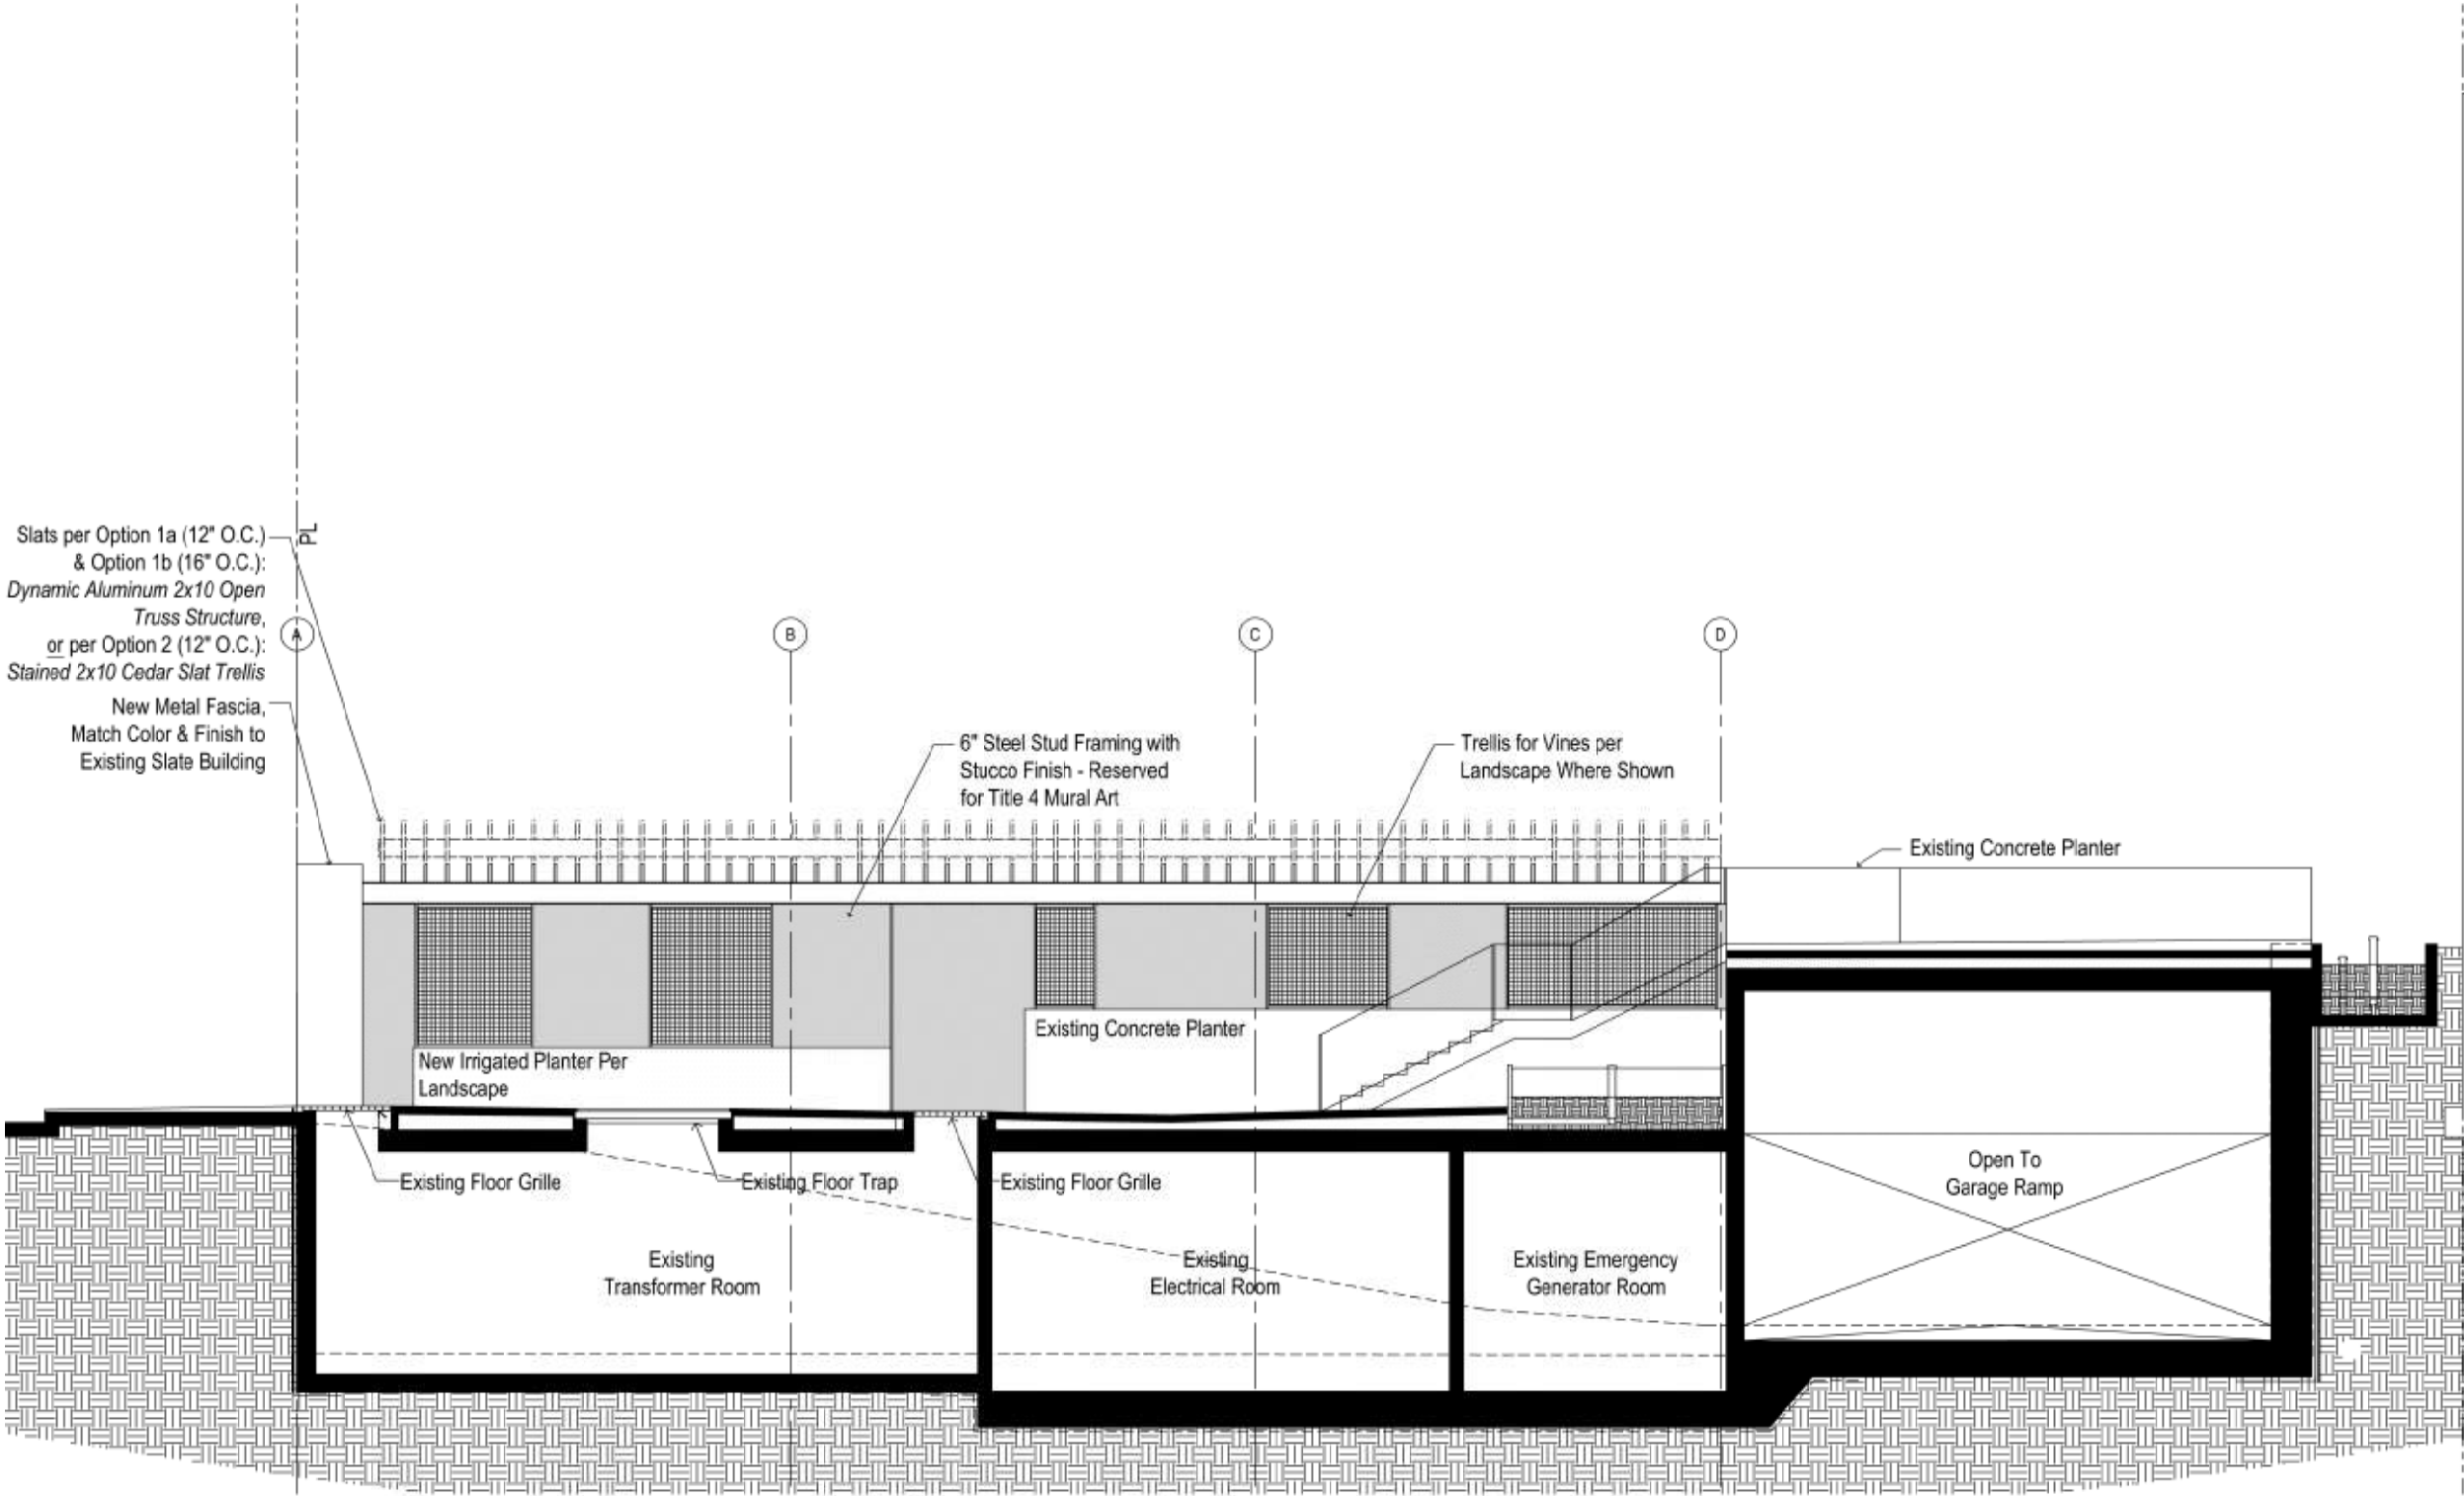 PL
Slats per Option 1a (12" O.C.)
& Option 1b (16" O.C.):
Dynamic Aluminum 2x10 Open
Truss Structure,
or per Option 2 (12" O.C.):
Stained 2x10 Cedar Slat Trellis
New Metal Fascia,
Match Color & Finish to
Existing Slate Building
A
B
C
D
6" Steel Stud Framing with
Stucco Finish - Reserved
for Title 4 Mural Art
Trellis for Vines per
Landscape Where Shown
Existing Concrete Planter
Existing Concrete Planter
New Irrigated Planter Per
Landscape
Existing Floor Grille
Existing Floor Trap
Existing Floor Grille
Open To
Garage Ramp
Existing
Transformer Room
Existing
Electrical Room
Existing Emergency
Generator Room